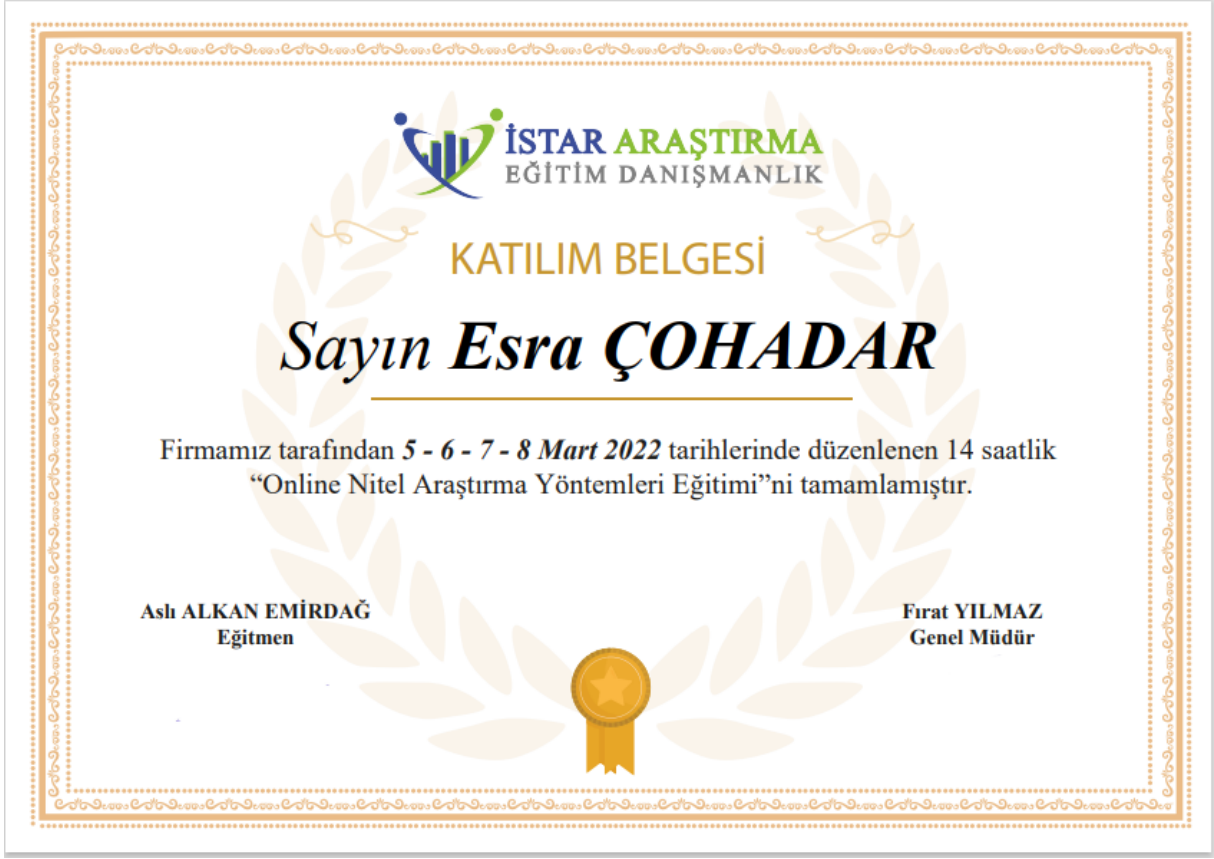 İSTAR ARAŞTIRMA
EĞİTİM DANIŞMANLIK
KATILIM BELGESİ
Sayın Esra ÇOHADAR
Firmamız tarafından 5 - 6 - 7 - 8 Mart 2022 tarihlerinde düzenlenen 14 saatlik
“Online Nitel Araştırma Yöntemleri Eğitimi”ni tamamlamıştır.
Aslı ALKAN EMİRDAĞ
Eğitmen
Fırat YILMAZ
Genel Müdür